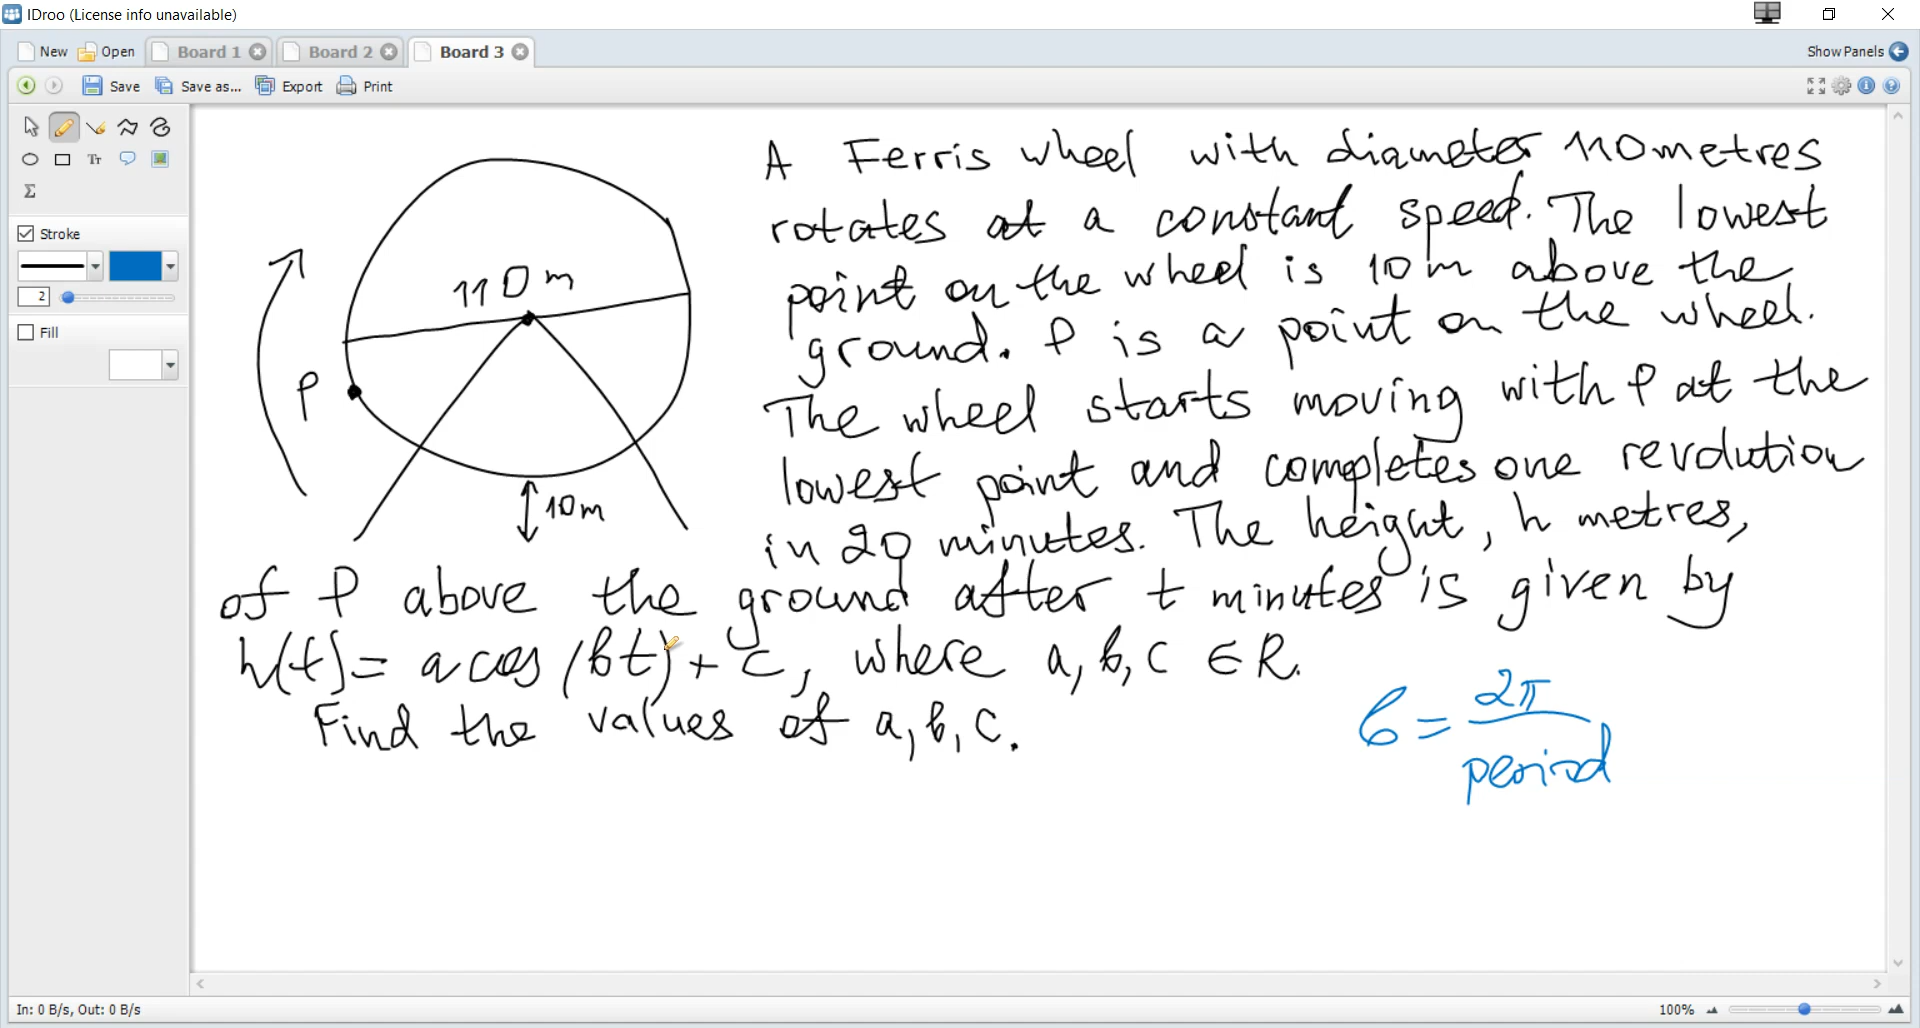 IDroo (License info unavailable)
New Open Board 1 Board 2 Board 3 Show Panels
Save Save as... Export Print
Tt
Σ
Stroke
2
Fill
110 m
P
10m
A Ferris wheel with diameter 110 metres
rotates at a constant speed. The lowest
point on the wheel is 10 m above the
ground. P is a point on the wheel.
The wheel starts moving with P at the
lowest point and completes one revolution
in 20 minutes. The height, h metres,
of P above the ground after t minutes is given by
h(t) = a cos (bt) + c, where a, b, c ∈ R.
Find the values of a, b, c.
b = 2π / period
In: 0 B/s, Out: 0 B/s 100%